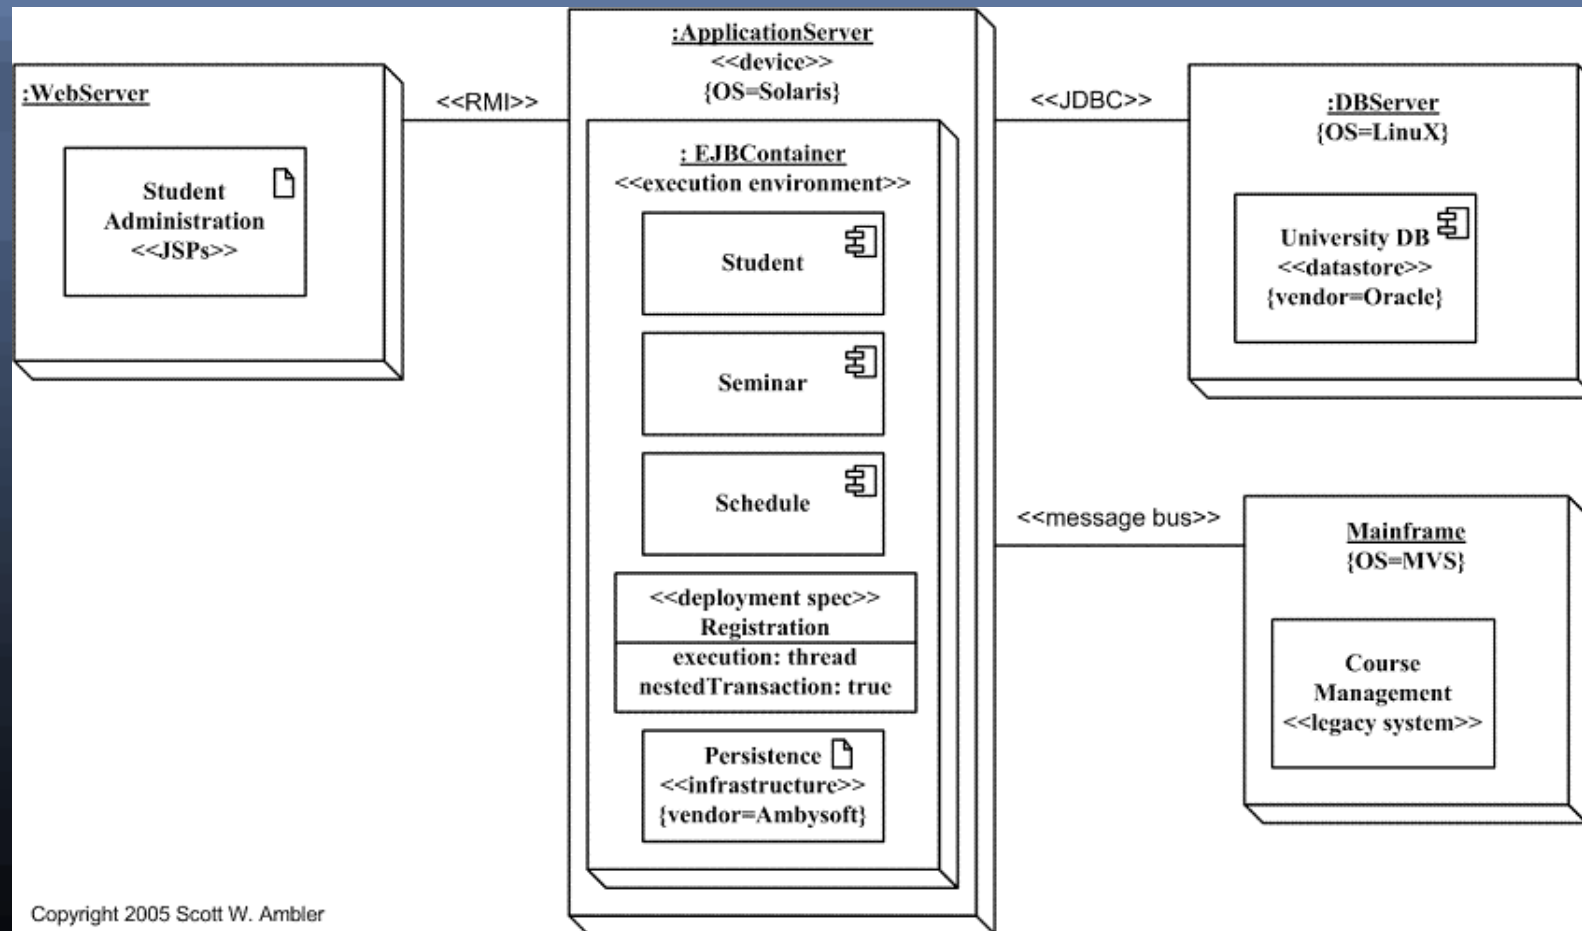 :WebServer
Student
Administration
<<JSPs>>
<<RMI>>
:ApplicationServer
<<device>>
{OS=Solaris}
: EJBContainer
<<execution environment>>
Student
Seminar
Schedule
<<deployment spec>>
Registration
execution: thread
nestedTransaction: true
Persistence
<<infrastructure>>
{vendor=Ambysoft}
<<JDBC>>
:DBServer
{OS=LinuX}
University DB
<<datastore>>
{vendor=Oracle}
<<message bus>>
Mainframe
{OS=MVS}
Course
Management
<<legacy system>>
Copyright 2005 Scott W. Ambler